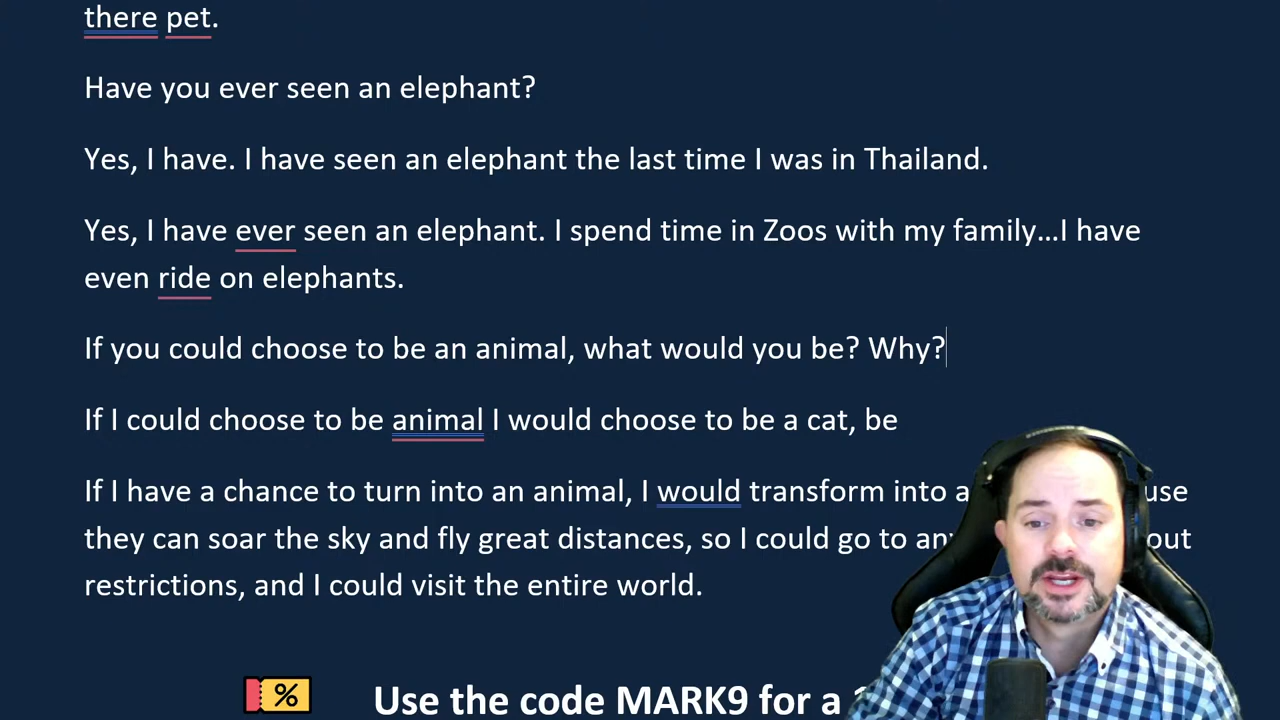 there pet.
Have you ever seen an elephant?
Yes, I have. I have seen an elephant the last time I was in Thailand.
Yes, I have ever seen an elephant. I spend time in Zoos with my family…I have
even ride on elephants.
If you could choose to be an animal, what would you be? Why?
If I could choose to be animal I would choose to be a cat, be
If I have a chance to turn into an animal, I would transform into a
they can soar the sky and fly great distances, so I could go to
restrictions, and I could visit the entire world.
%
Use the code MARK9 for a